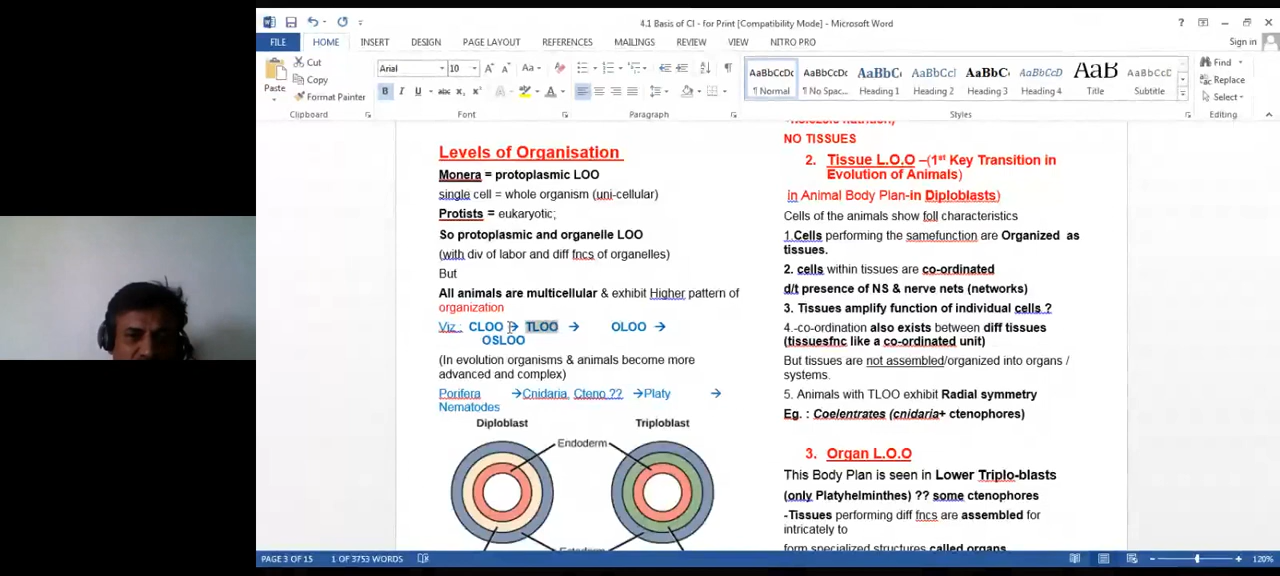 4.1 Basis of CI - for Print [Compatibility Mode] - Microsoft Word
FILE HOME INSERT DESIGN PAGE LAYOUT REFERENCES MAILINGS REVIEW VIEW NITRO PRO
Sign in
Cut
Copy
Format Painter
Paste
Clipboard
Arial 10
Font
Paragraph
AaBbCcDc AaBbCcDc AaBbC AaBbCcI AaBbCc AaBbCcD AaB AaBbCcD
¶ Normal ¶ No Spac... Heading 1 Heading 2 Heading 3 Heading 4 Title Subtitle
Styles
Find
Replace
Select
Editing
Levels of Organisation
Monera = protoplasmic LOO
single cell = whole organism (uni-cellular)
Protists = eukaryotic;
So protoplasmic and organelle LOO
(with div of labor and diff fncs of organelles)
But
All animals are multicellular & exhibit Higher pattern of
organization
Viz : CLOO → TLOO → OLOO →
OSLOO
(In evolution organisms & animals become more
advanced and complex)
Porifera →Cnidaria, Cteno ?? →Platy →
Nematodes
Diploblast Triploblast
Endoderm
Ectoderm
-holozoic nutrition)
NO TISSUES
2. Tissue L.O.O –(1st Key Transition in
Evolution of Animals)
in Animal Body Plan-in Diploblasts)
Cells of the animals show foll characteristics
1.Cells performing the samefunction are Organized as
tissues.
2. cells within tissues are co-ordinated
d/t presence of NS & nerve nets (networks)
3. Tissues amplify function of individual cells ?
4.-co-ordination also exists between diff tissues
(tissuesfnc like a co-ordinated unit)
But tissues are not assembled/organized into organs /
systems.
5. Animals with TLOO exhibit Radial symmetry
Eg. : Coelentrates (cnidaria+ ctenophores)
3. Organ L.O.O
This Body Plan is seen in Lower Triplo-blasts
(only Platyhelminthes) ?? some ctenophores
-Tissues performing diff fncs are assembled for
intricately to
form specialized structures called organs
PAGE 3 OF 15 1 OF 3753 WORDS
120%